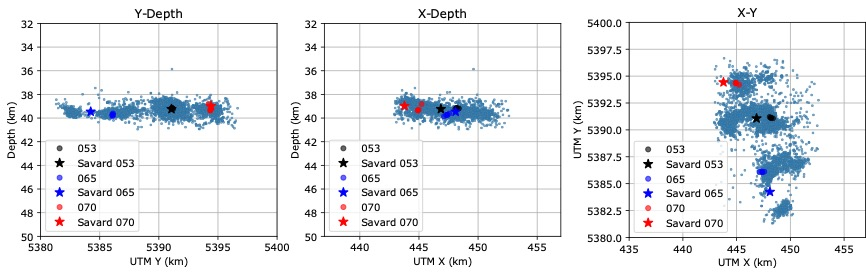 Y-Depth
32
34
36
38
40
42
44
46
48
50
Depth (km)
053
Savard 053
065
Savard 065
070
Savard 070
5380
5385
5390
5395
5400
UTM Y (km)
X-Depth
32
34
36
38
40
42
44
46
48
50
Depth (km)
053
Savard 053
065
Savard 065
070
Savard 070
440
445
450
455
UTM X (km)
X-Y
5400.0
5397.5
5395.0
5392.5
5390.0
5387.5
5385.0
5382.5
5380.0
UTM Y (km)
053
Savard 053
065
Savard 065
070
Savard 070
435
440
445
450
455
UTM X (km)